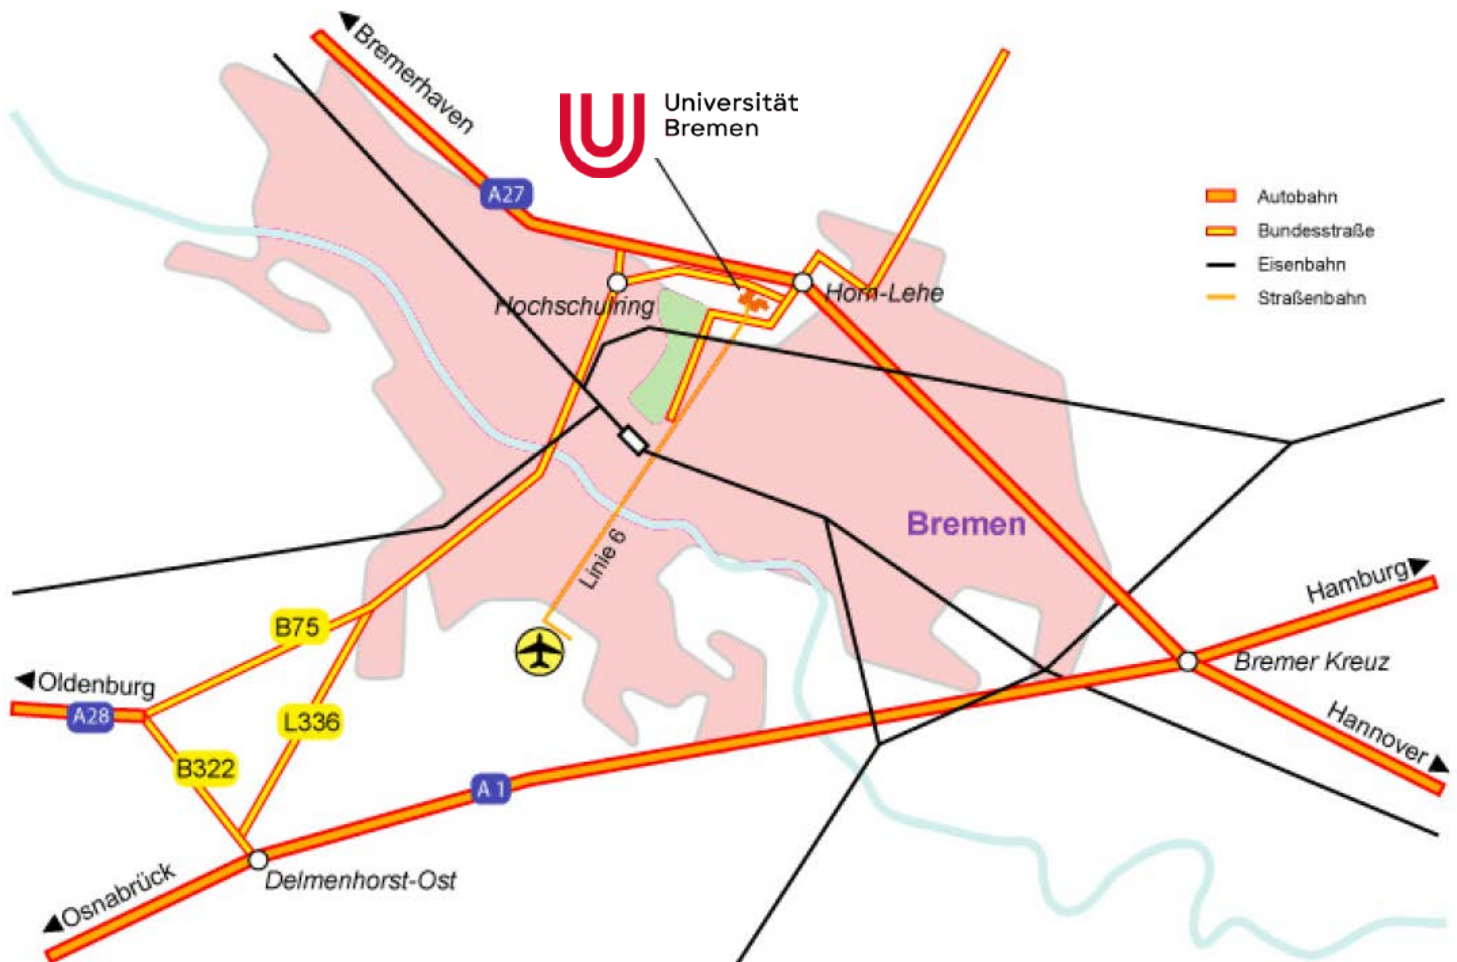 Bremerhaven
Universität
Bremen
A27
Autobahn
Bundesstraße
Eisenbahn
Straßenbahn
Hochschulring
Horn-Lehe
Bremen
Linie 6
Hamburg
B75
Bremer Kreuz
Oldenburg
A28
L336
Hannover
B322
A 1
Delmenhorst-Ost
Osnabrück